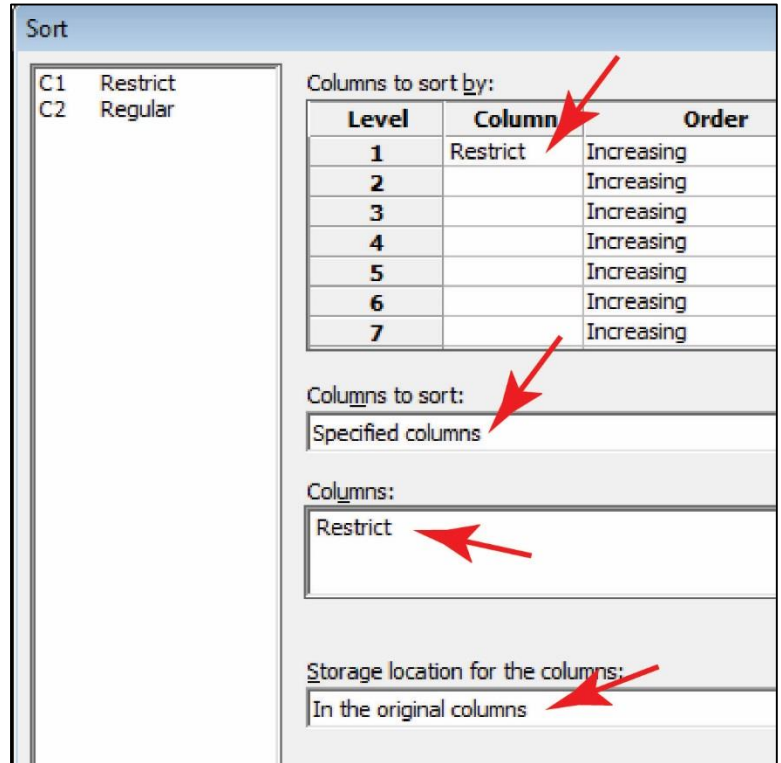 Sort
C1 Restrict
C2 Regular
Columns to sort by:
Level Column Order
1 Restrict Increasing
2 Increasing
3 Increasing
4 Increasing
5 Increasing
6 Increasing
7 Increasing
Columns to sort:
Specified columns
Columns:
Restrict
Storage location for the columns:
In the original columns